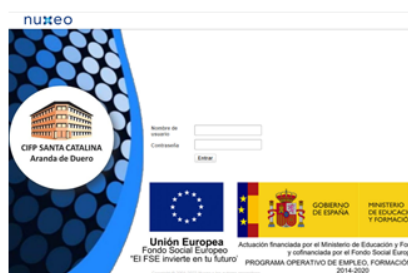 nuxeo
CIFP SANTA CATALINA
Aranda de Duero
Nombre de
usuario
Contraseña
Entrar
Unión Europea
Fondo Social Europeo
"El FSE invierte en tu futuro"
GOBIERNO
DE ESPAÑA
MINISTERIO
DE EDUCACI
Y FORMACIÓ
Actuación financiada por el Ministerio de Educación y For
y cofinanciada por el Fondo Social Europ
PROGRAMA OPERATIVO DE EMPLEO, FORMACIÓN
2014-2020